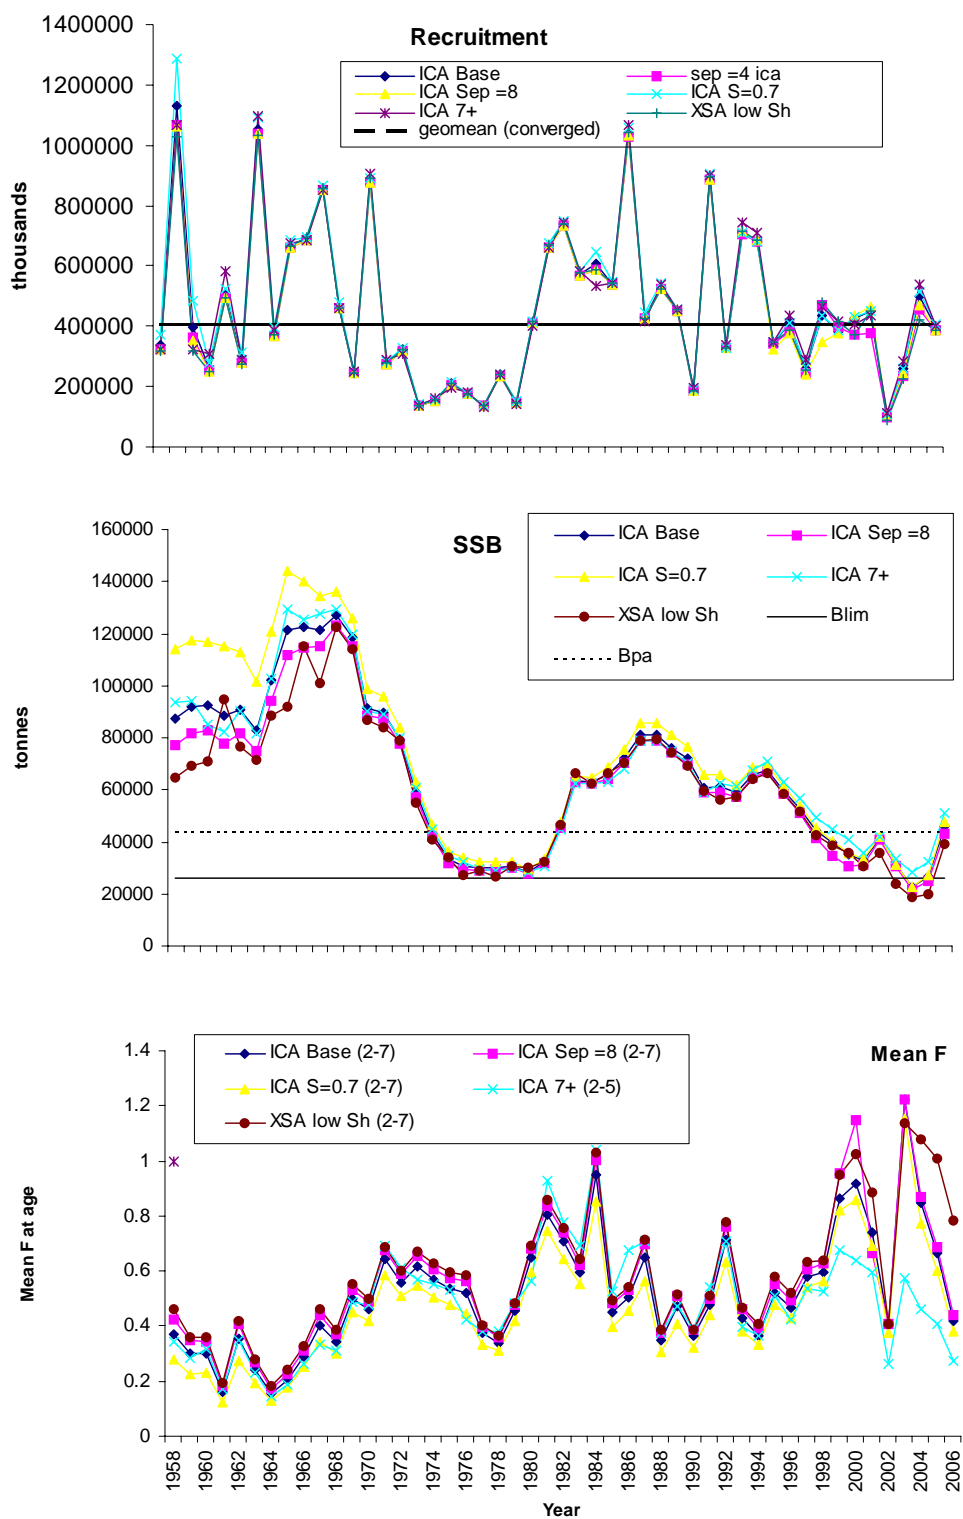 Recruitment
1400000
1200000
1000000
800000
600000
400000
200000
0
thousands
ICA Base
sep =4 ica
ICA Sep =8
ICA S=0.7
ICA 7+
XSA low Sh
geomean (converged)
SSB
160000
140000
120000
100000
80000
60000
40000
20000
0
tonnes
ICA Base
ICA Sep =8
ICA S=0.7
ICA 7+
XSA low Sh
Blim
Bpa
Mean F
1.4
1.2
1
0.8
0.6
0.4
0.2
0
Mean F at age
ICA Base (2-7)
ICA Sep =8 (2-7)
ICA S=0.7 (2-7)
ICA 7+ (2-5)
XSA low Sh (2-7)
1958
1960
1962
1964
1966
1968
1970
1972
1974
1976
1978
1980
1982
1984
1986
1988
1990
1992
1994
1996
1998
2000
2002
2004
2006
Year